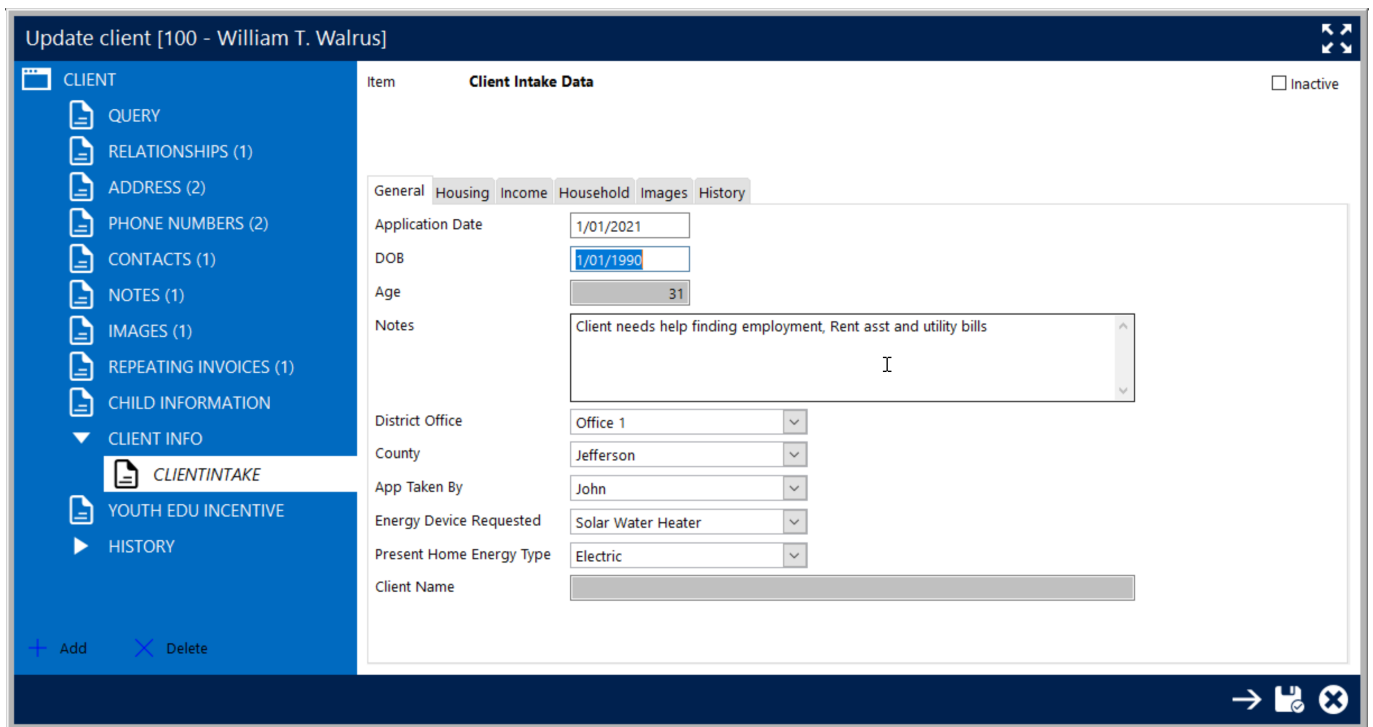 Update client [100 - William T. Walrus]
CLIENT
QUERY
RELATIONSHIPS (1)
ADDRESS (2)
PHONE NUMBERS (2)
CONTACTS (1)
NOTES (1)
IMAGES (1)
REPEATING INVOICES (1)
CHILD INFORMATION
CLIENT INFO
CLIENTINTAKE
YOUTH EDU INCENTIVE
HISTORY
Add Delete
Item Client Intake Data Inactive
General Housing Income Household Images History
Application Date 1/01/2021
DOB 1/01/1990
Age 31
Notes Client needs help finding employment, Rent asst and utility bills
District Office Office 1
County Jefferson
App Taken By John
Energy Device Requested Solar Water Heater
Present Home Energy Type Electric
Client Name